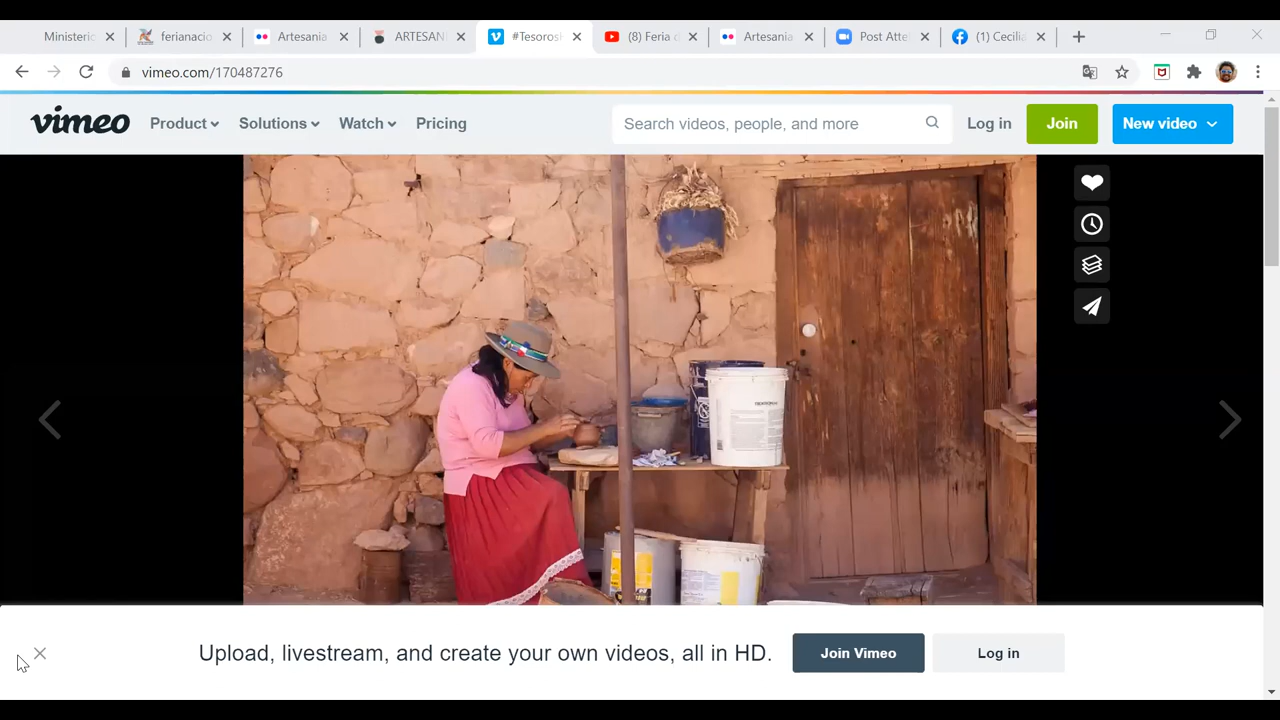 Ministeric
ferianacio
Artesania
ARTESAN
#Tesorosl
(8) Feria d
Artesania-
Post Atte
(1) Cecilia
vimeo.com/170487276
vimeo
Product
Solutions
Watch
Pricing
Search videos, people, and more
Log in
Join
New video
Upload, livestream, and create your own videos, all in HD.
Join Vimeo
Log in